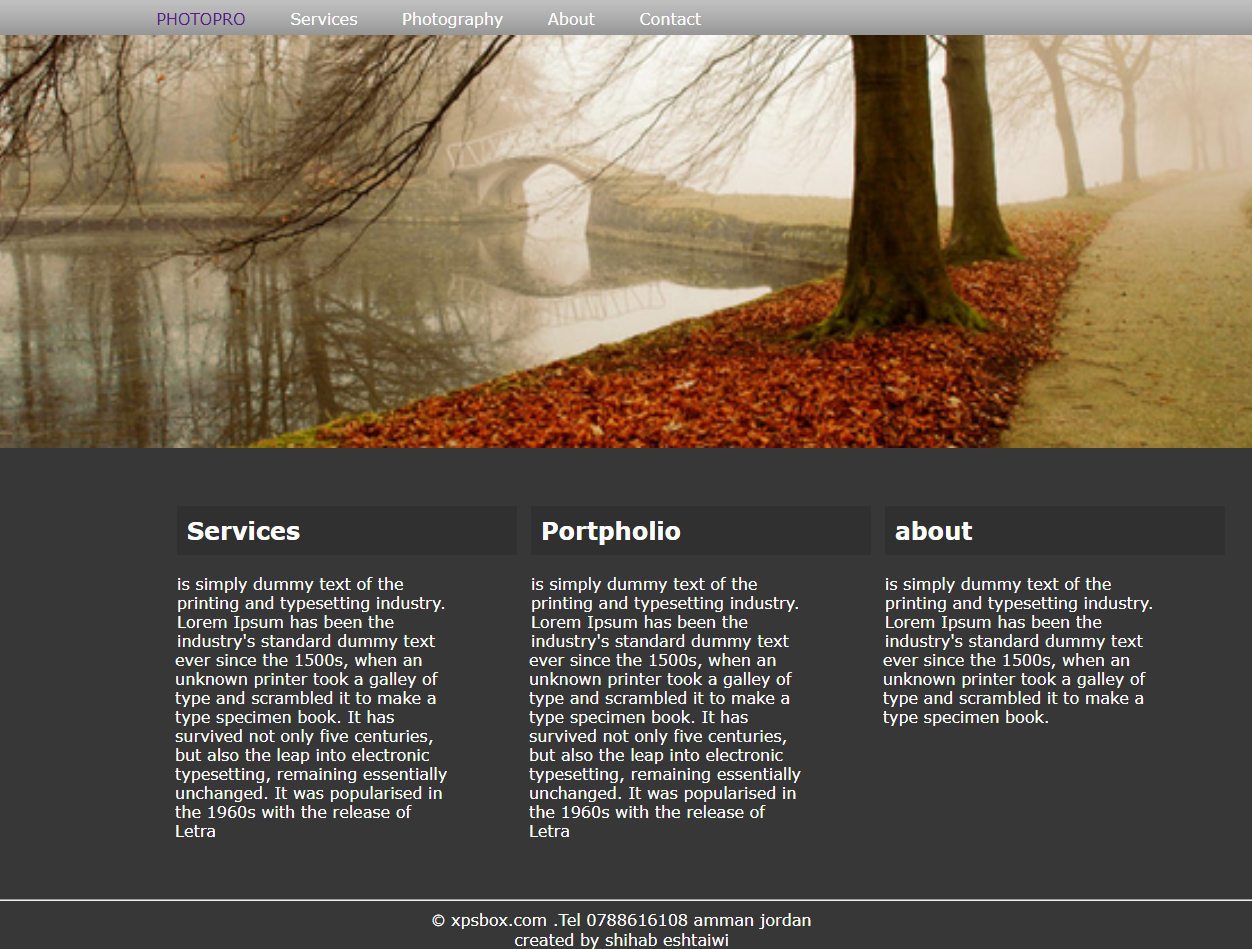 PHOTOPRO Services Photography About Contact
Services
is simply dummy text of the
printing and typesetting industry.
Lorem Ipsum has been the
industry's standard dummy text
ever since the 1500s, when an
unknown printer took a galley of
type and scrambled it to make a
type specimen book. It has
survived not only five centuries,
but also the leap into electronic
typesetting, remaining essentially
unchanged. It was popularised in
the 1960s with the release of
Letra
Portpholio
is simply dummy text of the
printing and typesetting industry.
Lorem Ipsum has been the
industry's standard dummy text
ever since the 1500s, when an
unknown printer took a galley of
type and scrambled it to make a
type specimen book. It has
survived not only five centuries,
but also the leap into electronic
typesetting, remaining essentially
unchanged. It was popularised in
the 1960s with the release of
Letra
about
is simply dummy text of the
printing and typesetting industry.
Lorem Ipsum has been the
industry's standard dummy text
ever since the 1500s, when an
unknown printer took a galley of
type and scrambled it to make a
type specimen book.
© xpsbox.com .Tel 0788616108 amman jordan
created by shihab eshtaiwi